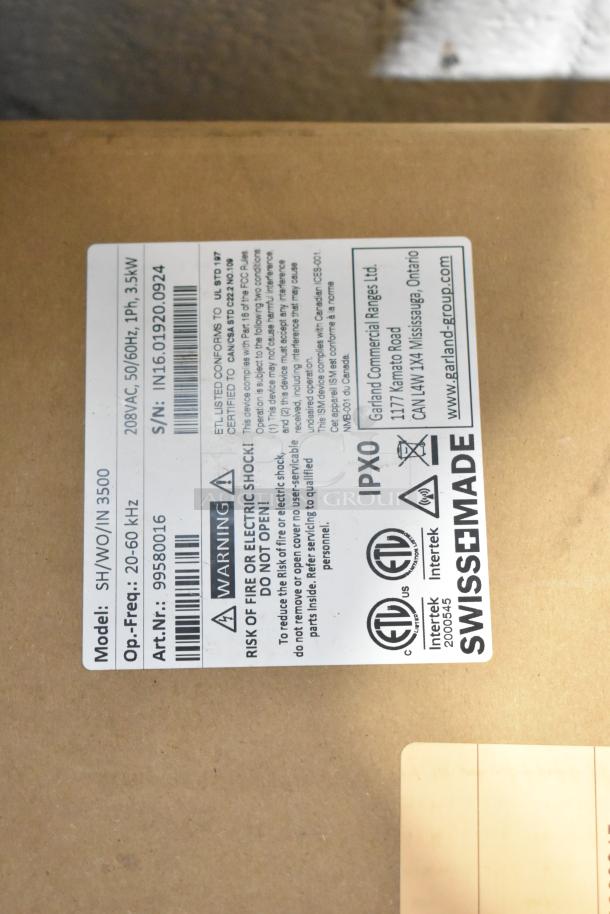 Model: SH/WO/IN 3500
Op.-Freq.: 20-60 kHz 208VAC, 50/60Hz, 1Ph, 3.5kW
Art.Nr.: 99580016 S/N: IN16.01920.0924
WARNING
RISK OF FIRE OR ELECTRIC SHOCK!
DO NOT OPEN!
To reduce the Risk of fire or electric shock,
do not remove or open cover no user-serviceable
parts Inside. Refer servicing to qualified
personnel.
ETL LISTED CONFORMS TO UL STD 197
CERTIFIED TO CAN/CSA STD C22.2 NO.109
This device complies with Part 18 of the FCC Rules
Operation is subject to the following two conditions
(1) This device may not cause harmful interference,
and (2) this device must accept any interference
received, including interference that may cause
undesired operation.
This ISM device complies with Canadian ICES-001.
Cet appareil ISM est conforme à la norme
NMB-001 du Canada.
IPX0
Garland Commercial Ranges Ltd.
1177 Kamato Road
CAN L4W 1X4 Mississauga, Ontario
www.garland-group.com
C ETL LISTED US
Intertek
2000545
ETL
Intertek
SWISS MADE